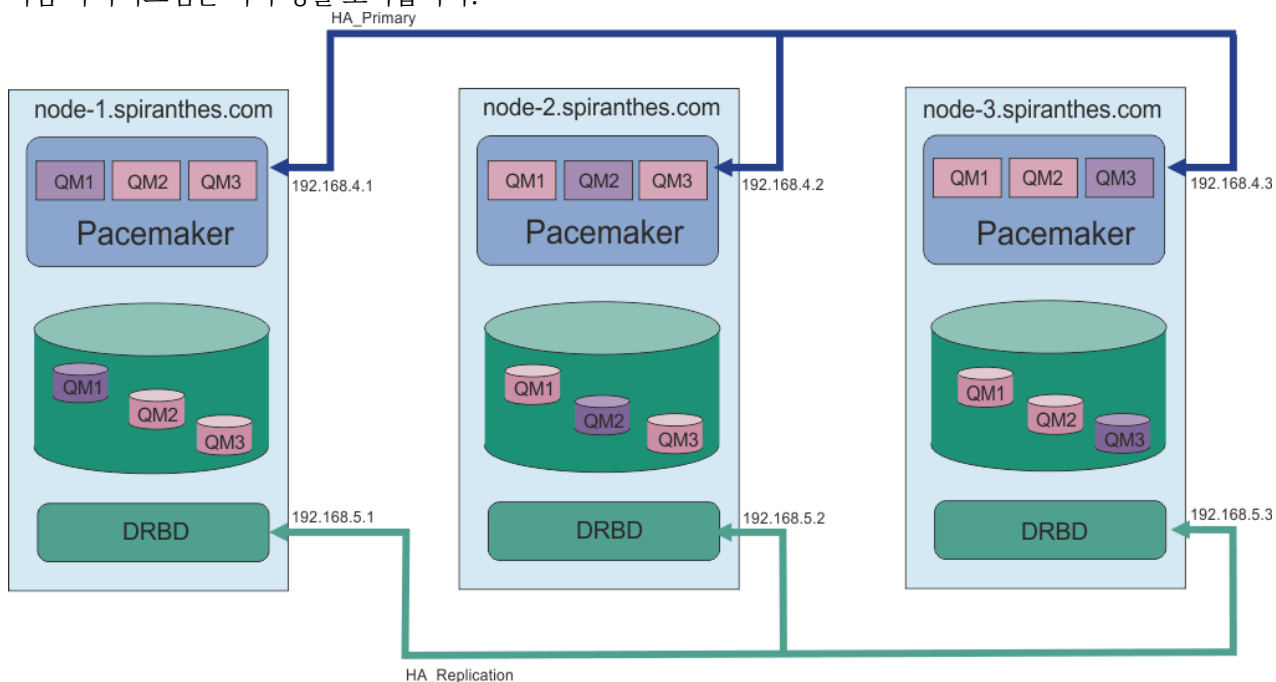 HA_Primary
node-1.spiranthes.com
QM1 QM2 QM3
192.168.4.1
Pacemaker
QM1
QM2
QM3
DRBD
192.168.5.1
node-2.spiranthes.com
QM1 QM2 QM3
192.168.4.2
Pacemaker
QM1
QM2
QM3
DRBD
192.168.5.2
node-3.spiranthes.com
QM1 QM2 QM3
192.168.4.3
Pacemaker
QM1
QM2
QM3
DRBD
192.168.5.3
HA_Replication